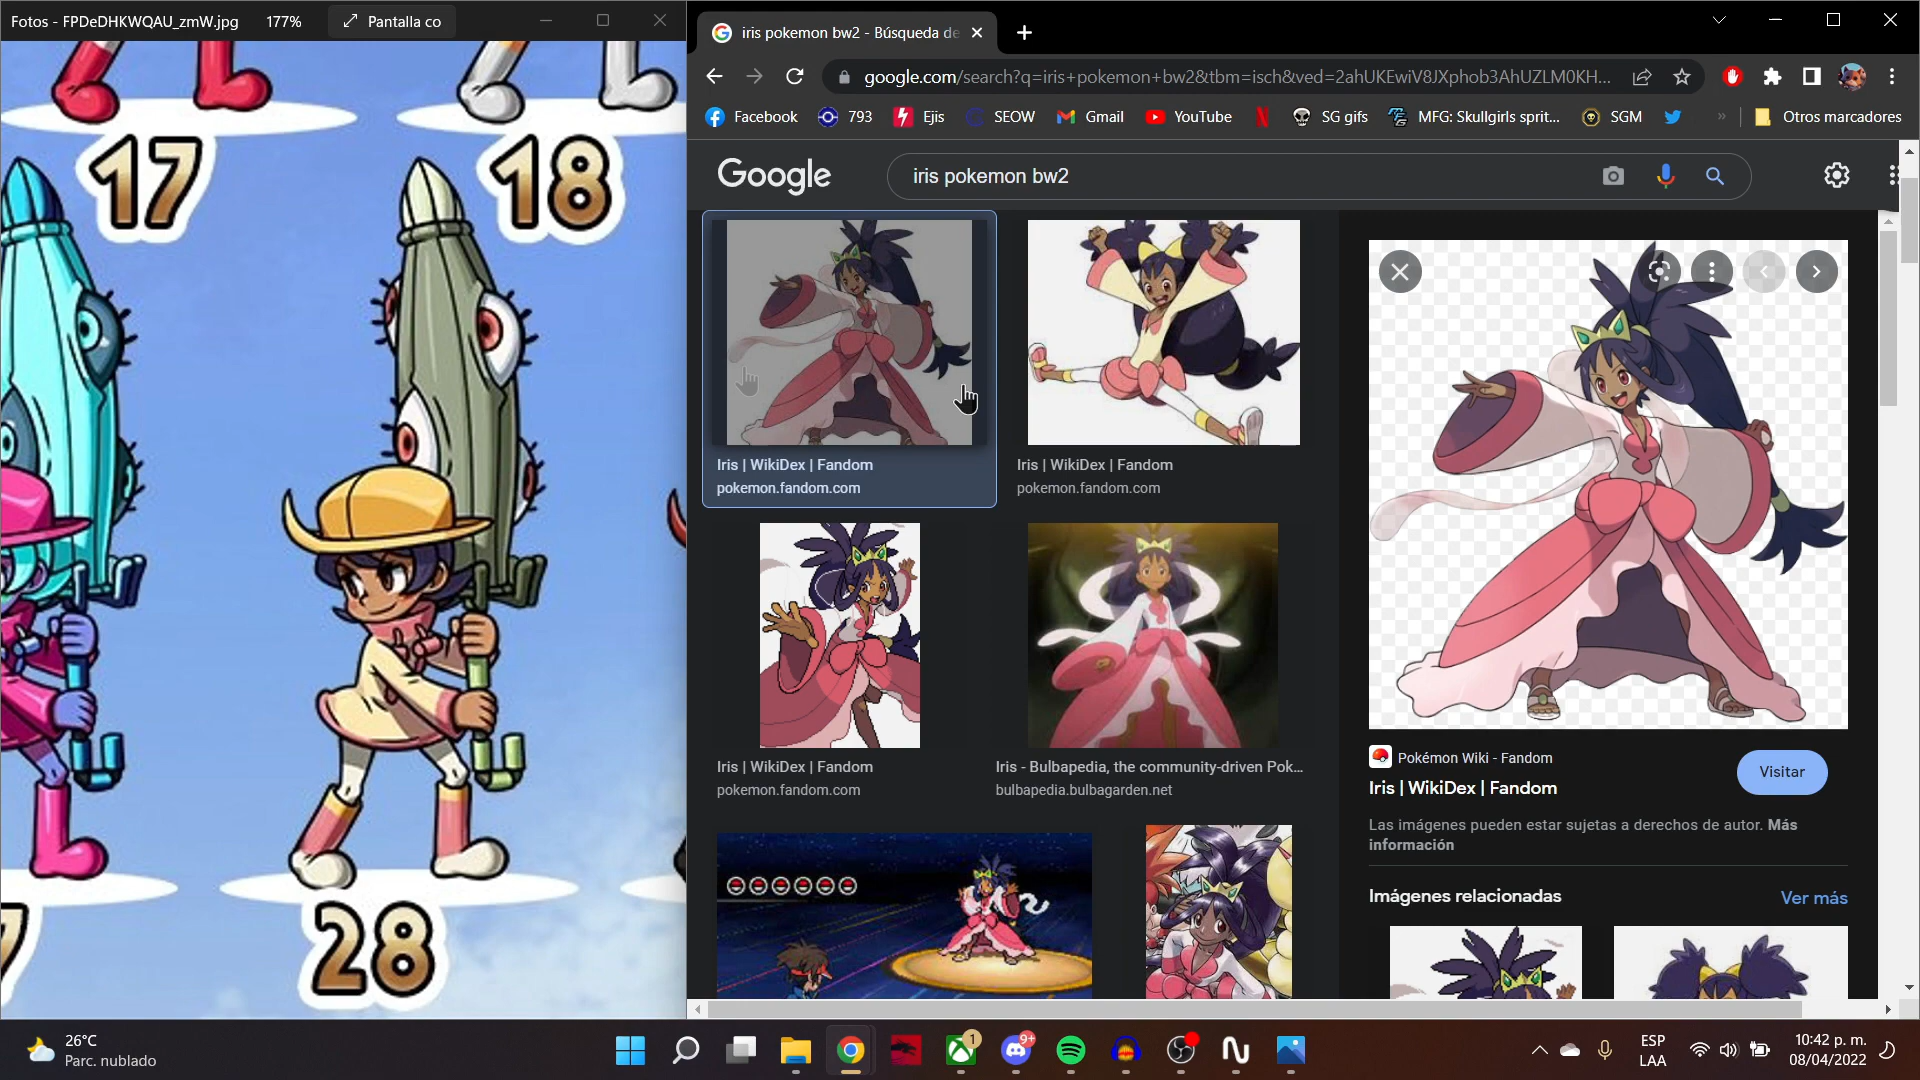 Fotos - FPDeDHKWQAU_zmW.jpg
177%
Pantalla co
17
18
28
iris pokemon bw2 - Búsqueda de
google.com/search?q=iris+pokemon+bw2&tbm=isch&ved=2ahUKEwiV8JXphob3AhUZLM0KH...
Facebook
793
Ejis
SEOW
Gmail
YouTube
SG gifs
MFG: Skullgirls sprit...
SGM
»
Otros marcadores
Google
iris pokemon bw2
Iris | WikiDex | Fandom
pokemon.fandom.com
Iris | WikiDex | Fandom
pokemon.fandom.com
Iris | WikiDex | Fandom
pokemon.fandom.com
Iris - Bulbapedia, the community-driven Pok...
bulbapedia.bulbagarden.net
Pokémon Wiki - Fandom
Iris | WikiDex | Fandom
Visitar
Las imágenes pueden estar sujetas a derechos de autor. Más
información
Imágenes relacionadas
Ver más
26°C
Parc. nublado
1
9+
ESP
LAA
10:42 p. m.
08/04/2022